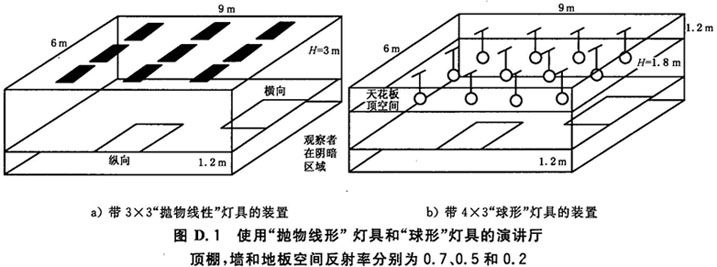 9 m
6 m
H=3 m
横向
纵向
1.2 m
观察者
在阴暗
区域
9 m
6 m
1.2 m
H=1.8 m
天花板
顶空间
1.2 m
a）带 3×3“抛物线性”灯具的装置
b）带 4×3“球形”灯具的装置
图 D.1 使用“抛物线形”灯具和“球形”灯具的演讲厅
顶棚，墙和地板空间反射率分别为 0.7、0.5 和 0.2